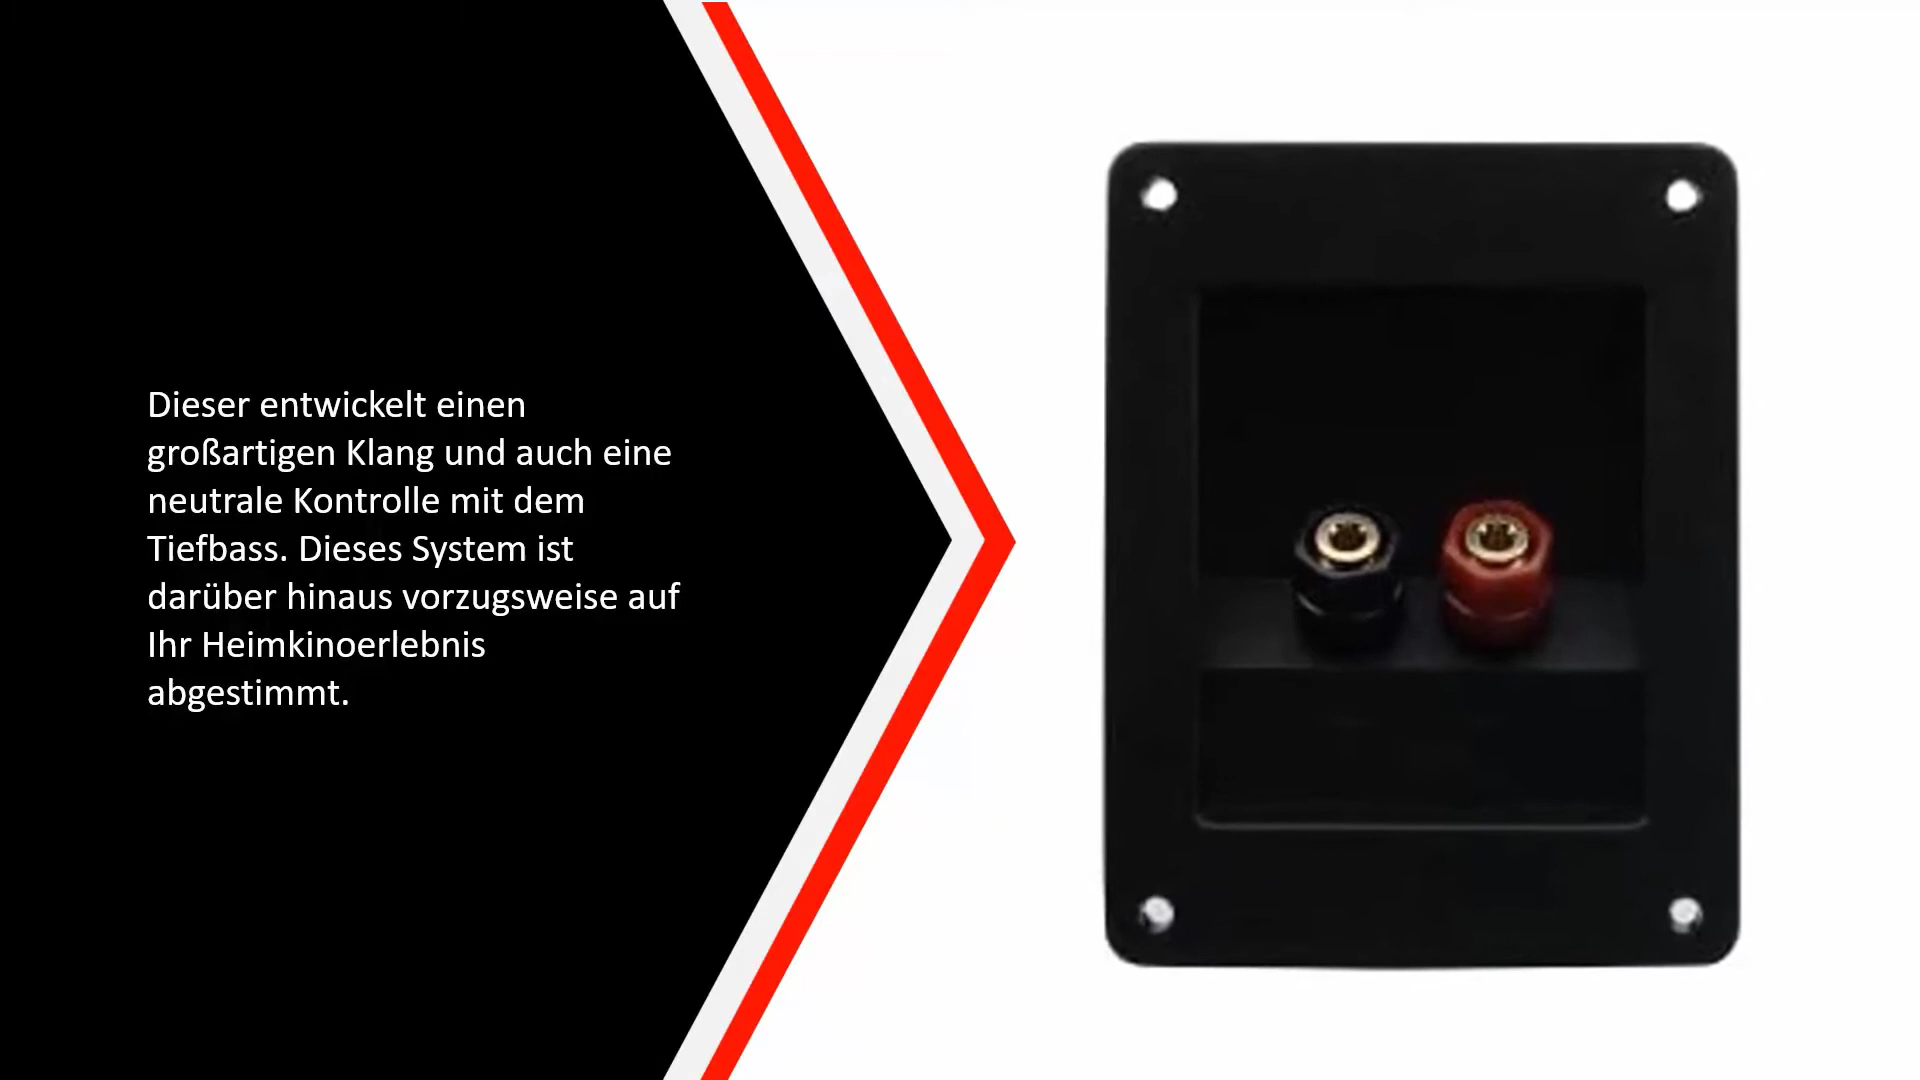 Dieser entwickelt einen
großartigen Klang und auch eine
neutrale Kontrolle mit dem
Tiefbass. Dieses System ist
darüber hinaus vorzugsweise auf
Ihr Heimkinoerlebnis
abgestimmt.